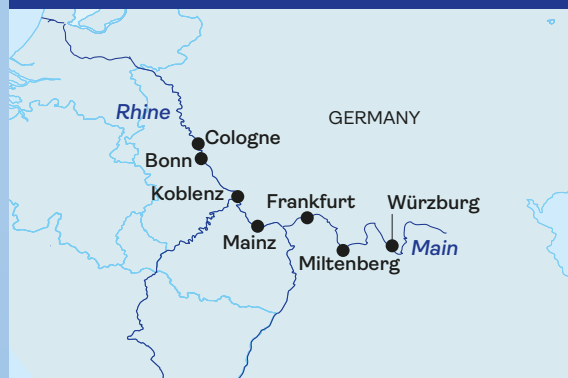 Rhine
GERMANY
Cologne
Bonn
Koblenz
Frankfurt
Würzburg
Mainz
Main
Miltenberg